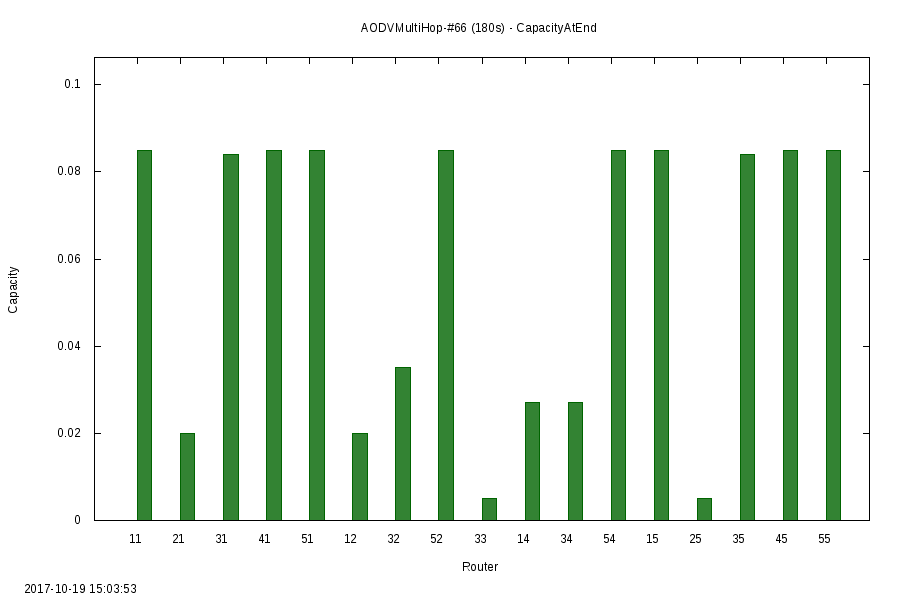 AODVMultiHop-#66 (180s) - CapacityAtEnd
0.1
0.08
0.06
0.04
0.02
0
Capacity
11 21 31 41 51 12 32 52 33 14 34 54 15 25 35 45 55
Router
2017-10-19 15:03:53